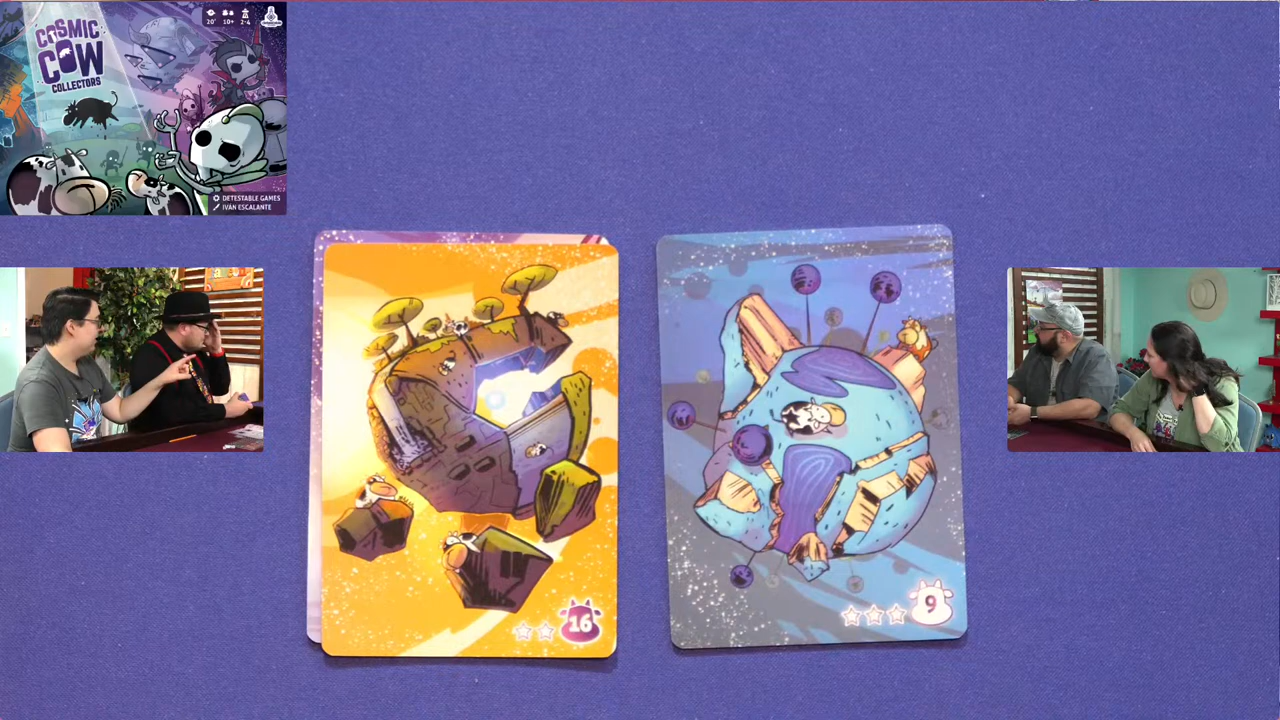 COSMIC
COW
COLLECTORS
20' 10+ 2-4
DETESTABLE GAMES
IVÁN ESCALANTE
16
9